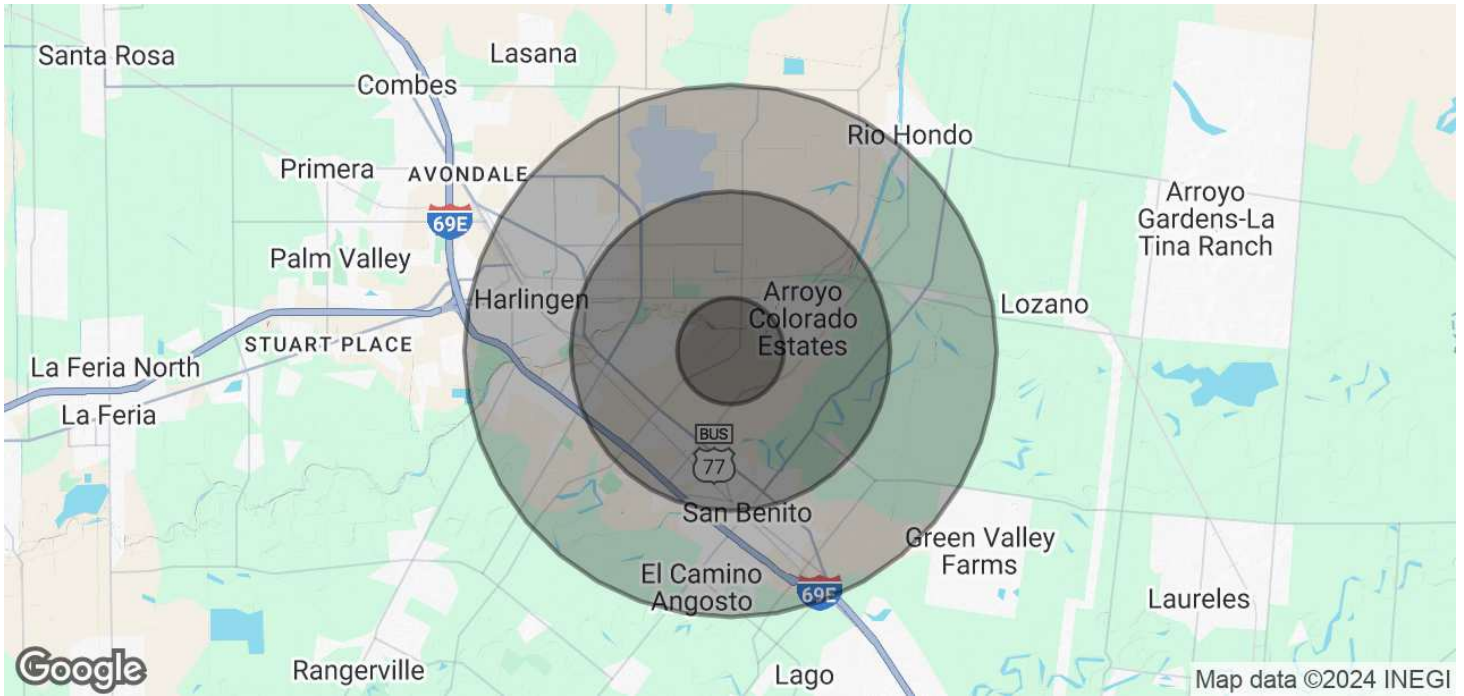 Santa Rosa
Lasana
Combes
Rio Hondo
Primera
AVONDALE
Arroyo
Gardens-La
Tina Ranch
69E
Palm Valley
Harlingen
Arroyo
Colorado
Estates
Lozano
STUART PLACE
La Feria North
La Feria
BUS
77
San Benito
Green Valley
Farms
El Camino
Angosto
69E
Laureles
Rangerville
Lago
Google
Map data ©2024 INEGI